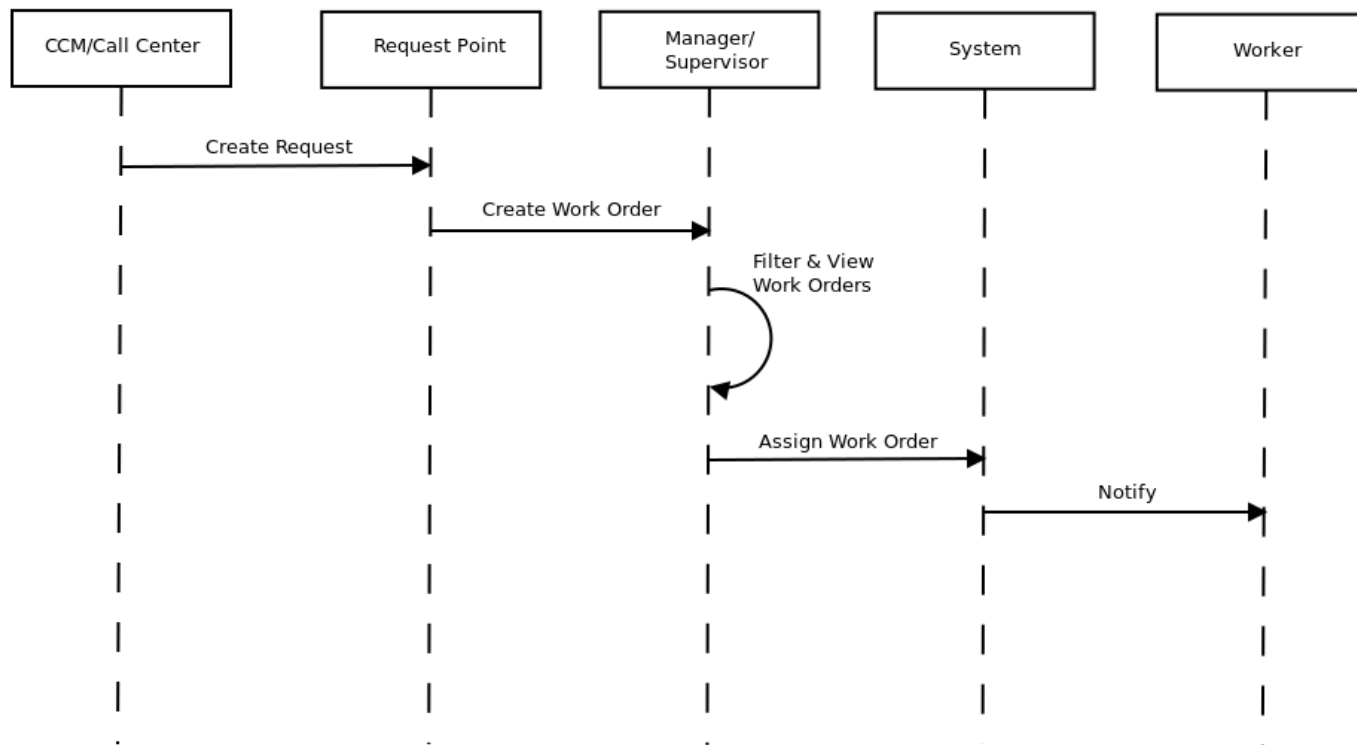 CCM/Call Center
Request Point
Manager/
Supervisor
System
Worker
Create Request
Create Work Order
Filter & View
Work Orders
Assign Work Order
Notify